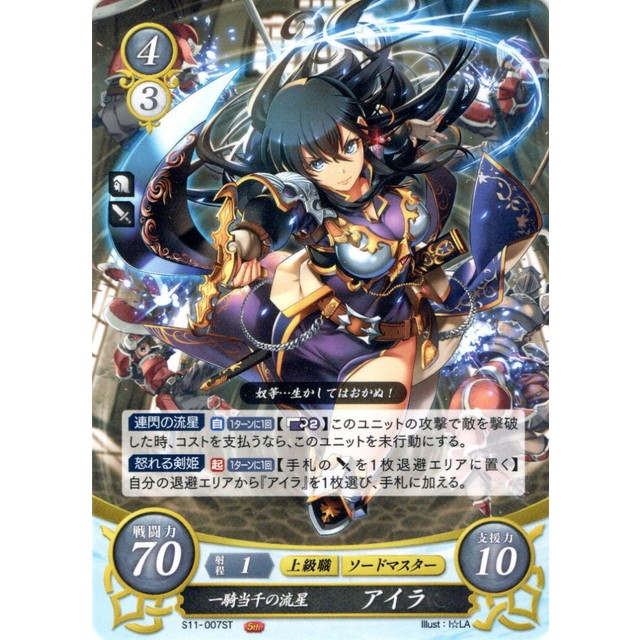 4
3
奴等…生かしてはおかぬ！
連閃の流星 自 1ターンに1回 【2】このユニットの攻撃で敵を撃破
した時、コストを支払うなら、このユニットを未行動にする。
怒れる剣姫 起 1ターンに1回 【手札の を1枚退避エリアに置く】
自分の退避エリアから『アイラ』を1枚選び、手札に加える。
戦闘力 70 射程 1 上級職 ソードマスター 支援力 10
一騎当千の流星 アイラ
S11-007ST 5th Illust：h☆LA